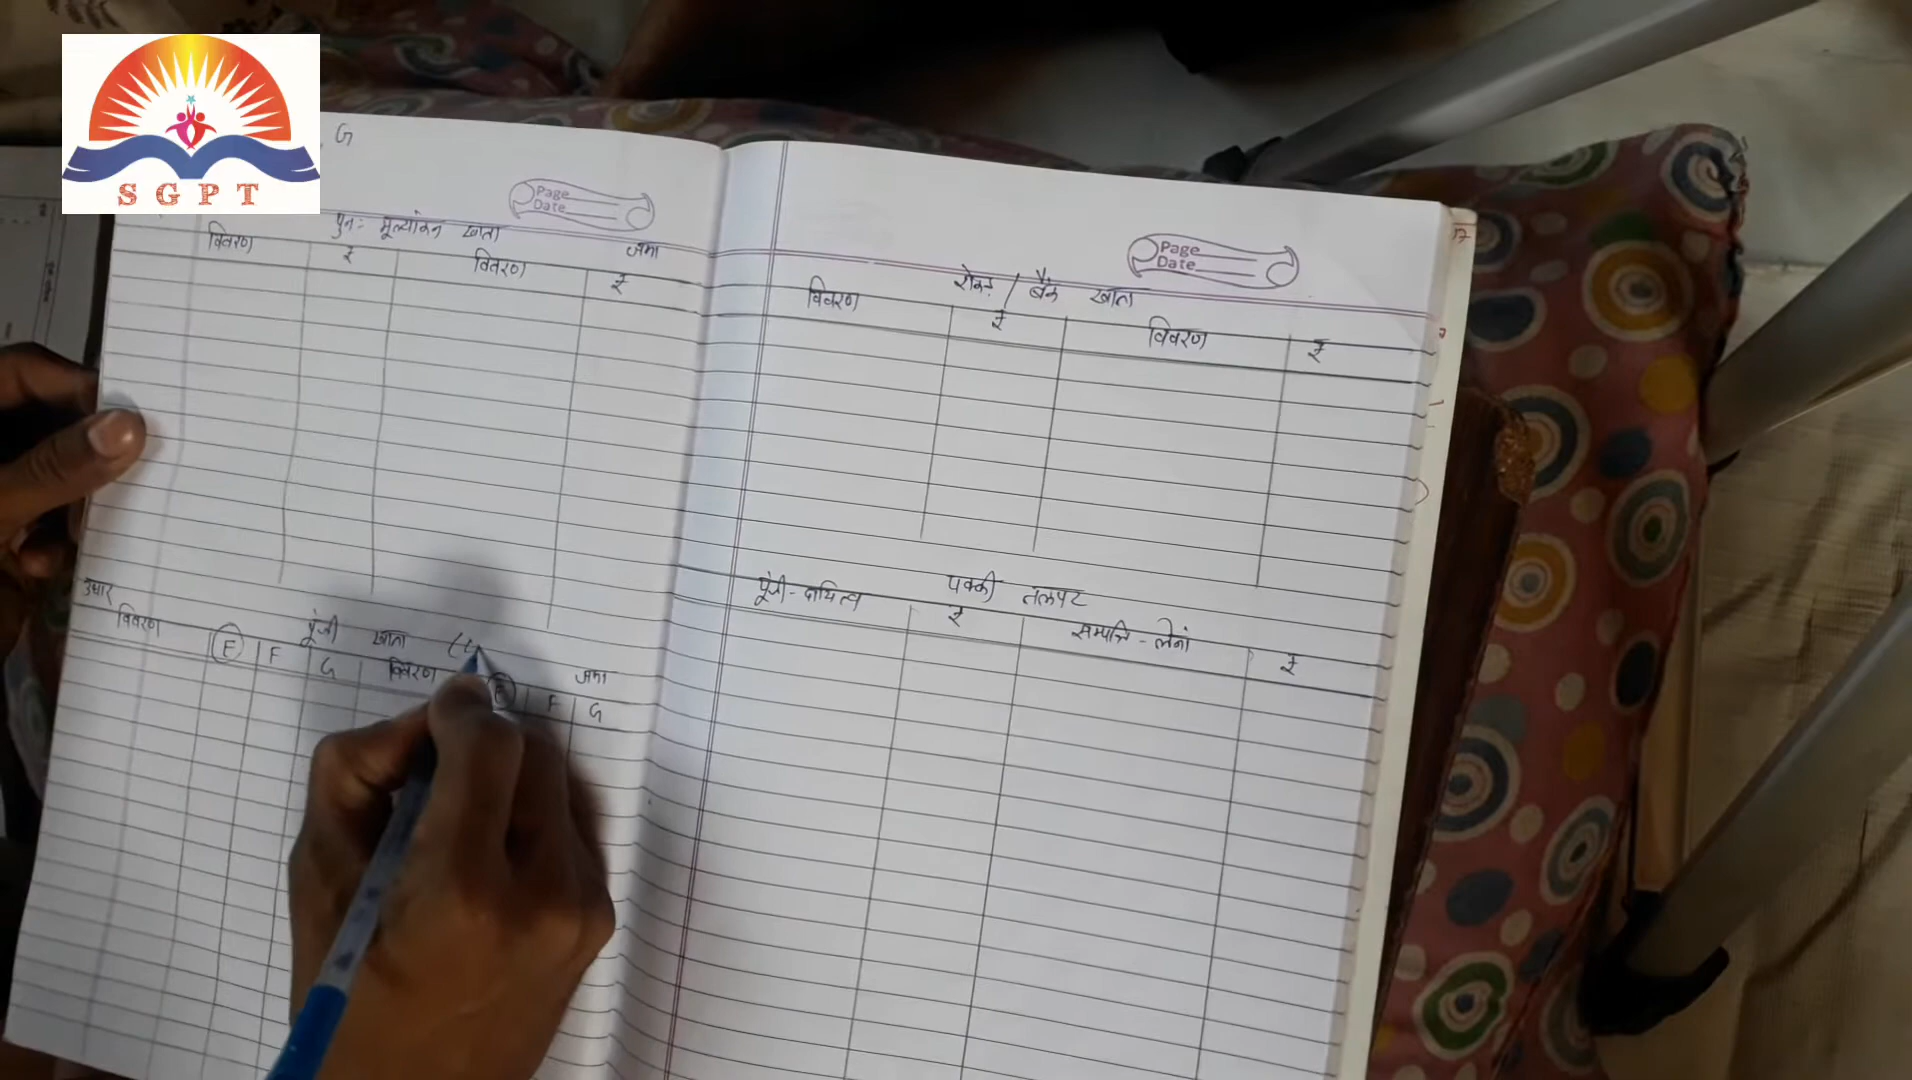 SGPT
G
Page
Date
पुन:- मूल्यांकन खाता
जमा
विवरण ₹ विवरण ₹
उधार
पूंजी खाता
जमा
विवरण E F G विवरण E F G
Page
Date
रोकड़ / बैंक खाता
विवरण ₹ विवरण ₹
पक्की तलपट
पूंजी - दायित्व ₹ सम्पत्ति - लेनां ₹
17